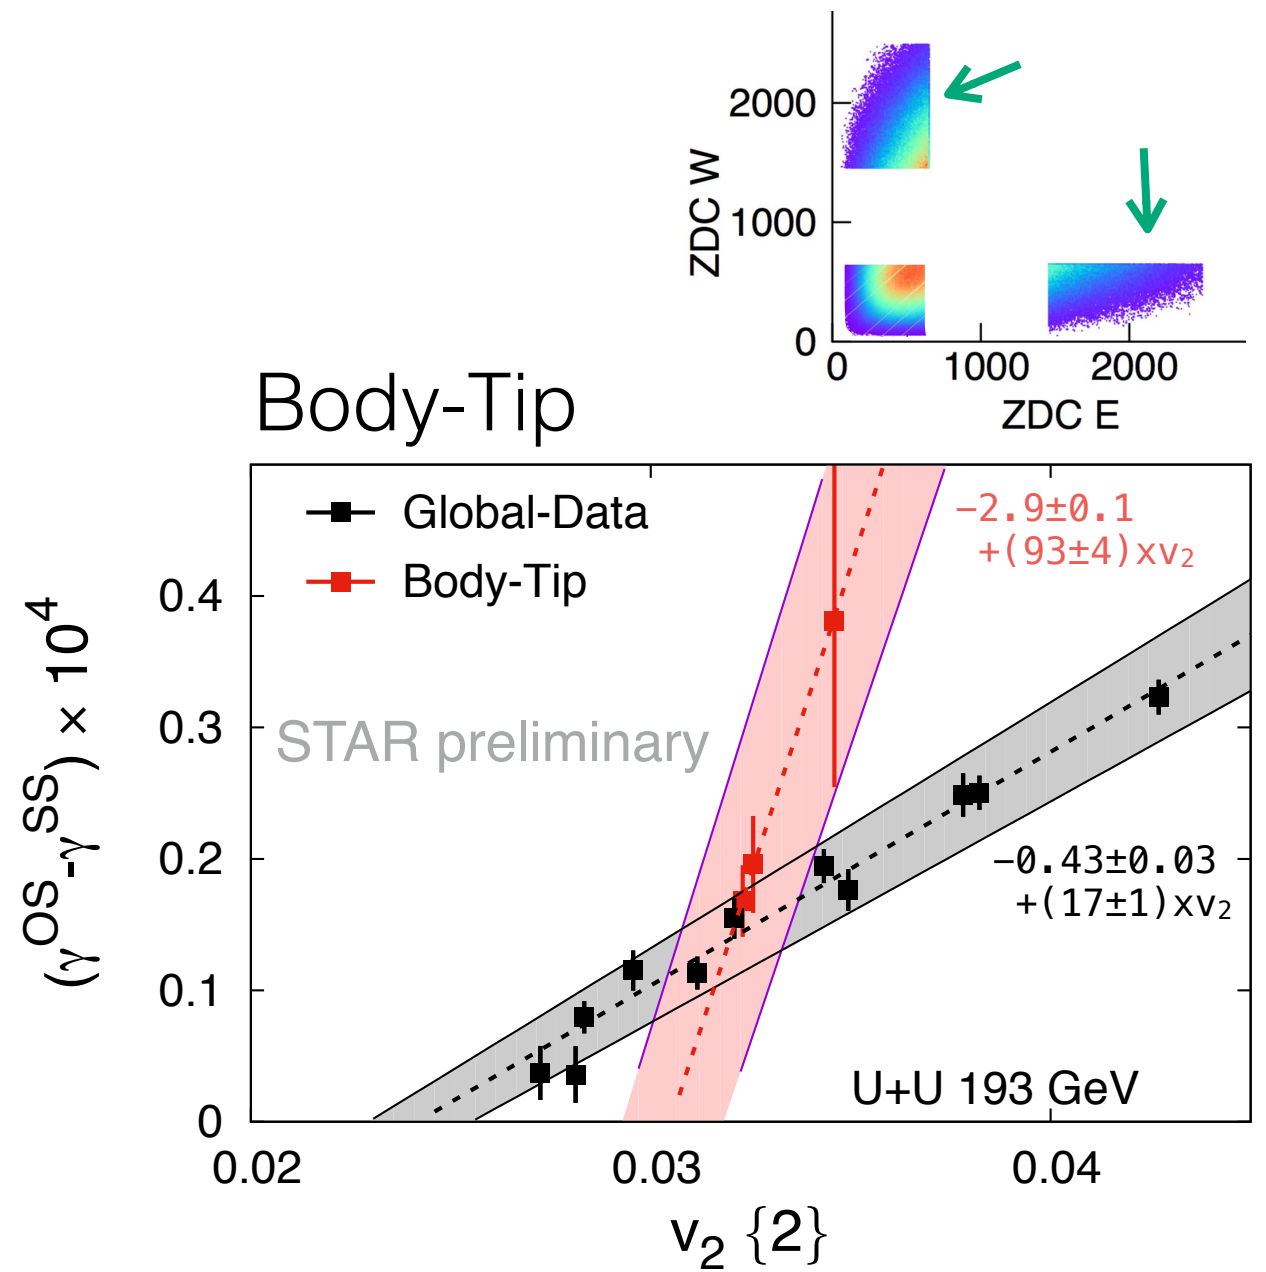 2000
1000
0
ZDC W
0 1000 2000
ZDC E
Body-Tip
Global-Data
Body-Tip
−2.9±0.1
+(93±4)xv₂
STAR preliminary
−0.43±0.03
+(17±1)xv₂
U+U 193 GeV
0.4
0.3
0.2
0.1
0
(γ^OS-γ^SS) × 10^4
0.02 0.03 0.04
v₂ {2}